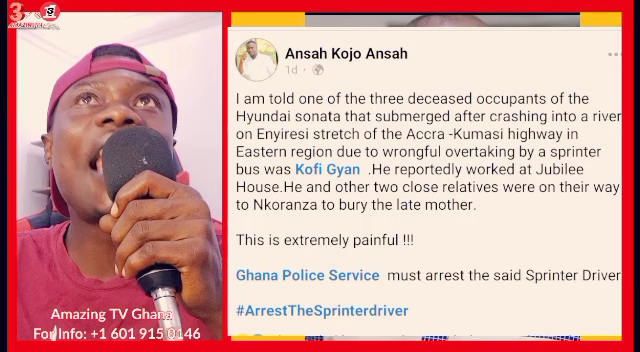 Ansah Kojo Ansah
1d ·
I am told one of the three deceased occupants of the
Hyundai sonata that submerged after crashing into a river
on Enyiresi stretch of the Accra -Kumasi highway in
Eastern region due to wrongful overtaking by a sprinter
bus was Kofi Gyan .He reportedly worked at Jubilee
House.He and other two close relatives were on their way
to Nkoranza to bury the late mother.
This is extremely painful !!!
Ghana Police Service must arrest the said Sprinter Driver
#ArrestTheSprinterdriver
Amazing TV Ghana
For Info: +1 601 915 0146